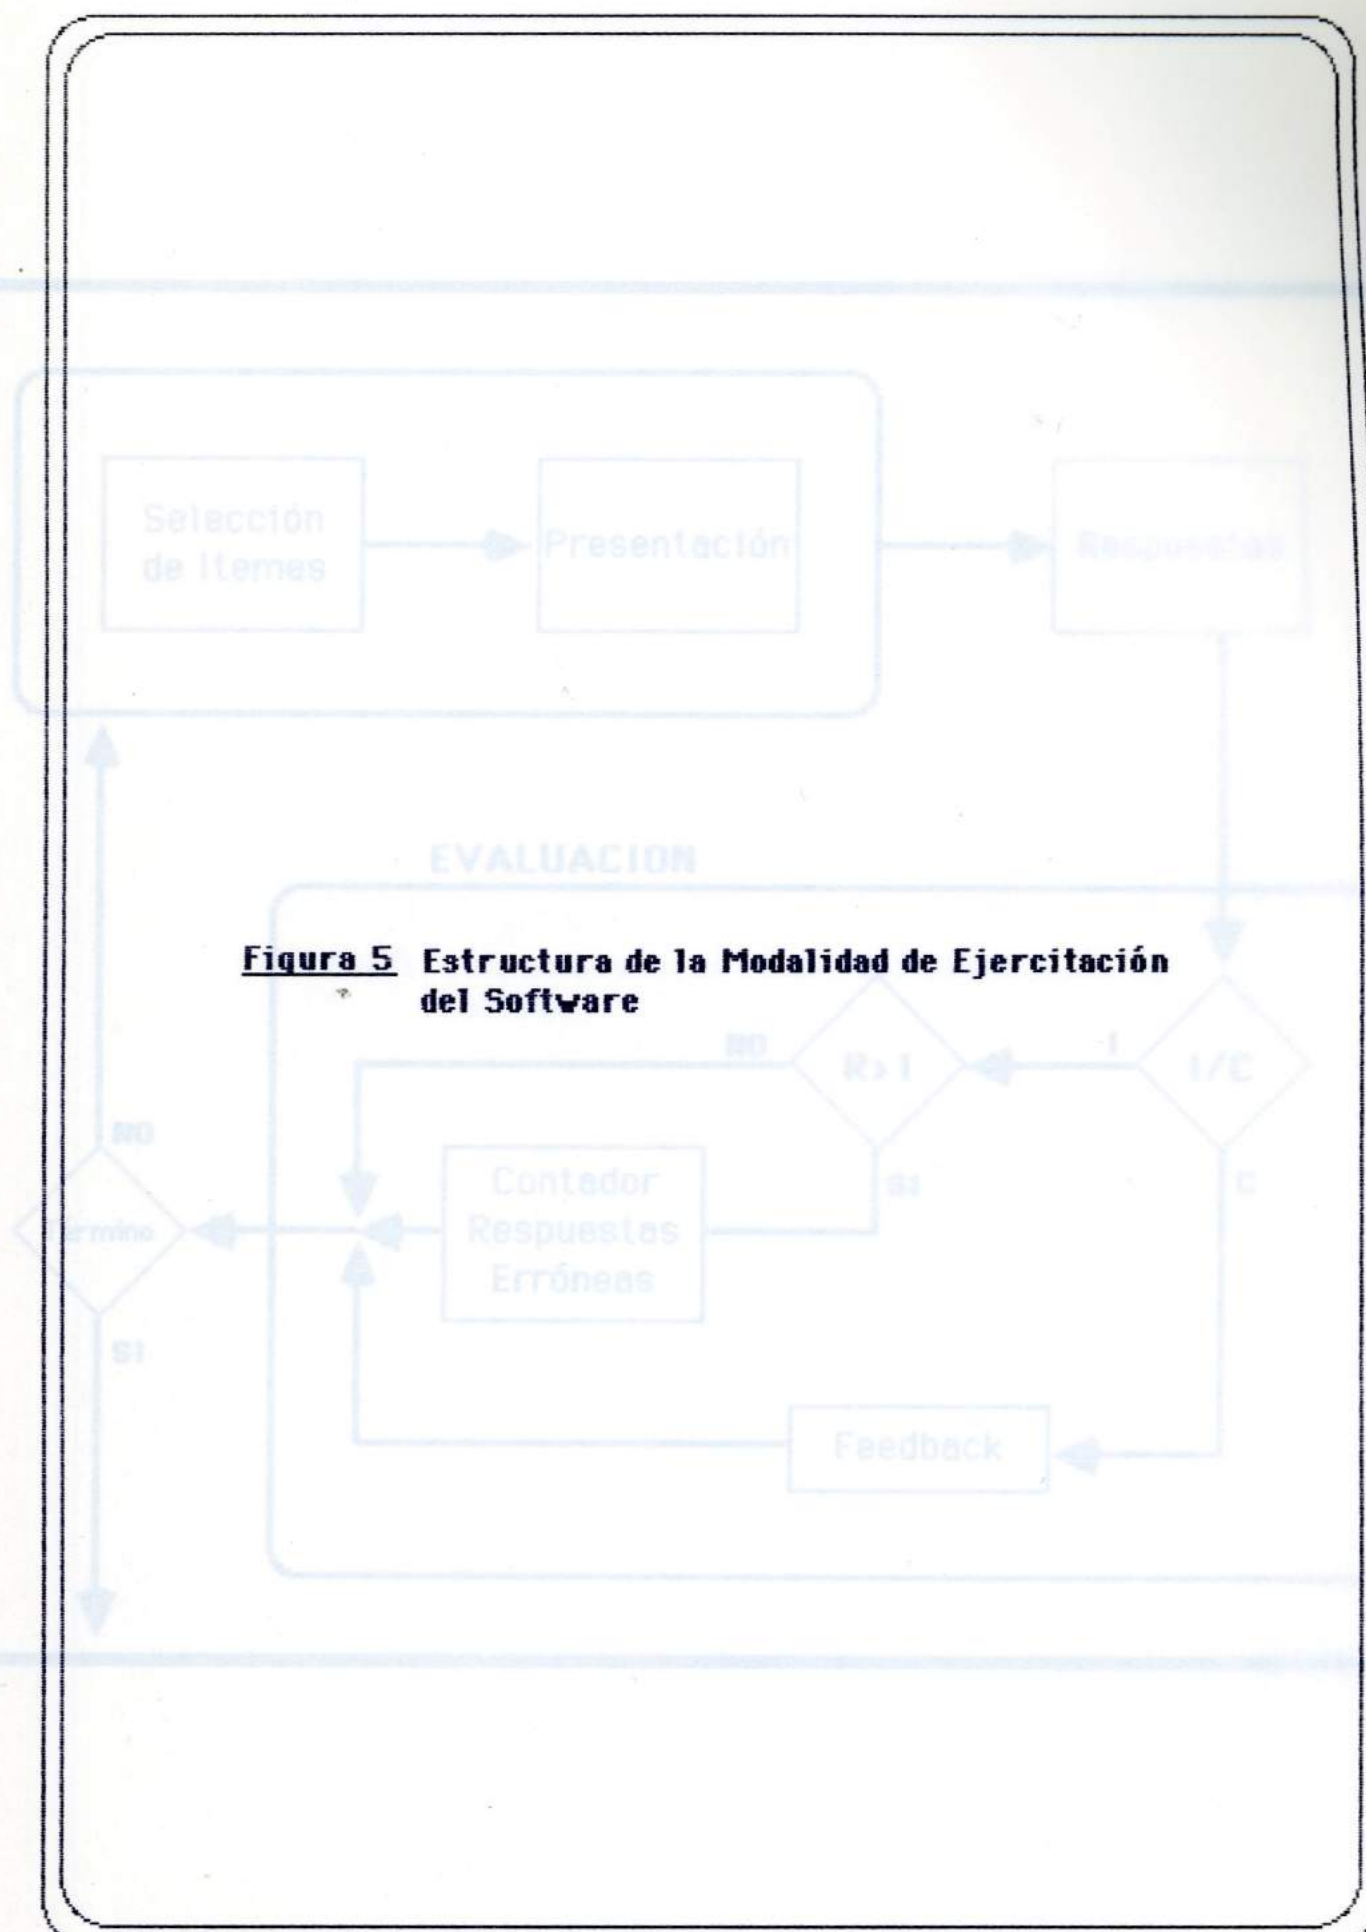 Selección
de Itemes
Presentación
Respuestas
EVALUACION
Figura 5 Estructura de la Modalidad de Ejercitación
del Software
NO
R>1
I
I/C
NO
Contador
Respuestas
Erróneas
SI
C
Término
SI
Feedback